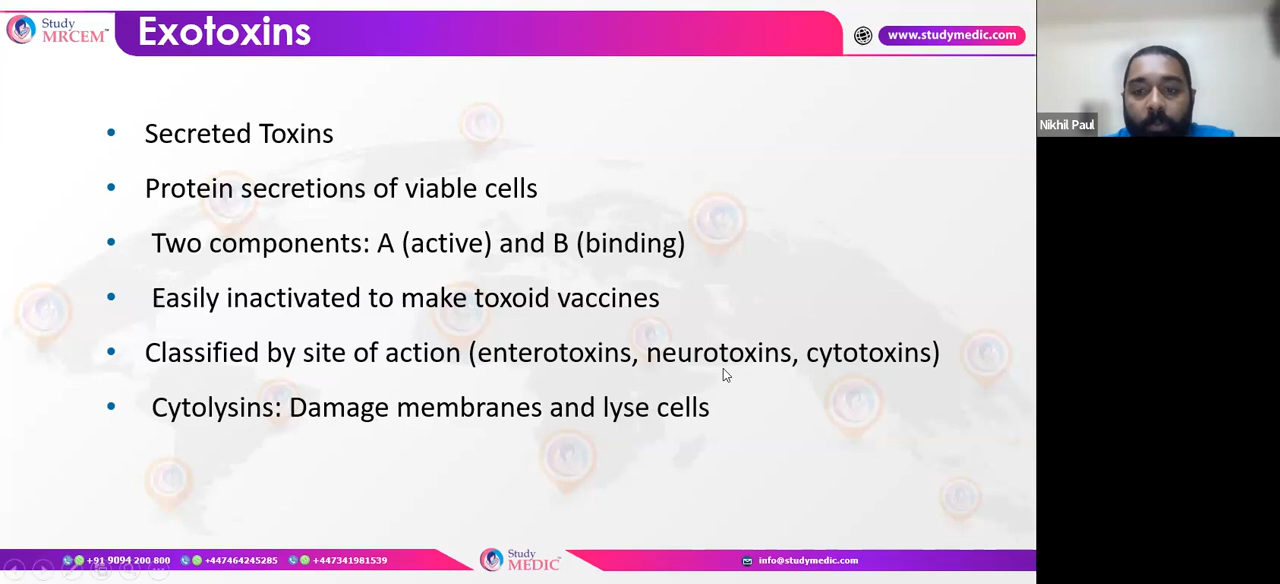 Study
MRCEM™
Exotoxins
www.studymedic.com
Nikhil Paul
• Secreted Toxins
• Protein secretions of viable cells
• Two components: A (active) and B (binding)
• Easily inactivated to make toxoid vaccines
• Classified by site of action (enterotoxins, neurotoxins, cytotoxins)
• Cytolysins: Damage membranes and lyse cells
+91 9094 200 800
+447464245285
+447341981539
Study
MEDIC™
info@studymedic.com